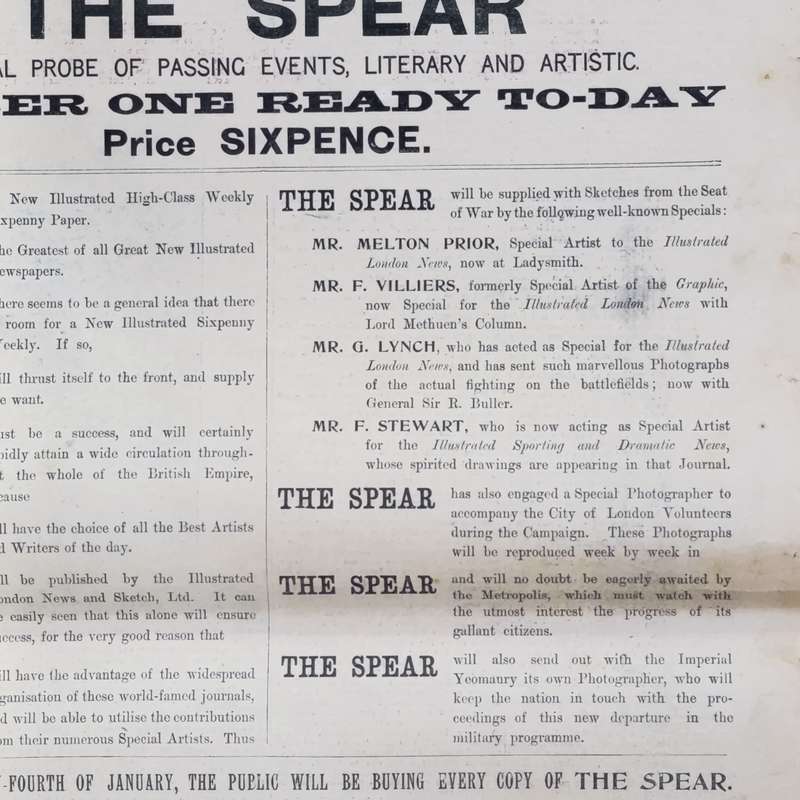 THE SPEAR
AL PROBE OF PASSING EVENTS, LITERARY AND ARTISTIC.
ER ONE READY TO-DAY
Price SIXPENCE.
New Illustrated High-Class Weekly
xpenny Paper.
he Greatest of all Great New Illustrated
ewspapers.
here seems to be a general idea that there
room for a New Illustrated Sixpenny
eekly. If so,
ill thrust itself to the front, and supply
e want.
ust be a success, and will certainly
pidly attain a wide circulation through-
t the whole of the British Empire,
cause
ll have the choice of all the Best Artists
d Writers of the day.
ll be published by the Illustrated
ondon News and Sketch, Ltd. It can
e easily seen that this alone will ensure
uccess, for the very good reason that
ill have the advantage of the widespread
ganisation of these world-famed journals,
d will be able to utilise the contributions
om their numerous Special Artists. Thus
THE SPEAR will be supplied with Sketches from the Seat
of War by the following well-known Specials:
MR. MELTON PRIOR, Special Artist to the Illustrated
London News, now at Ladysmith.
MR. F. VILLIERS, formerly Special Artist of the Graphic,
now Special for the Illustrated London News with
Lord Methuen's Column.
MR. G. LYNCH, who has acted as Special for the Illustrated
London News, and has sent such marvellous Photographs
of the actual fighting on the battlefields; now with
General Sir R. Buller.
MR. F. STEWART, who is now acting as Special Artist
for the Illustrated Sporting and Dramatic News,
whose spirited drawings are appearing in that Journal.
THE SPEAR has also engaged a Special Photographer to
accompany the City of London Volunteers
during the Campaign. These Photographs
will be reproduced week by week in
THE SPEAR and will no doubt be eagerly awaited by
the Metropolis, which must watch with
the utmost interest the progress of its
gallant citizens.
THE SPEAR will also send out with the Imperial
Yeomaury its own Photographer, who will
keep the nation in touch with the pro-
ceedings of this new departure in the
military programme.
Y-FOURTH OF JANUARY, THE PUBLIC WILL BE BUYING EVERY COPY OF THE SPEAR.